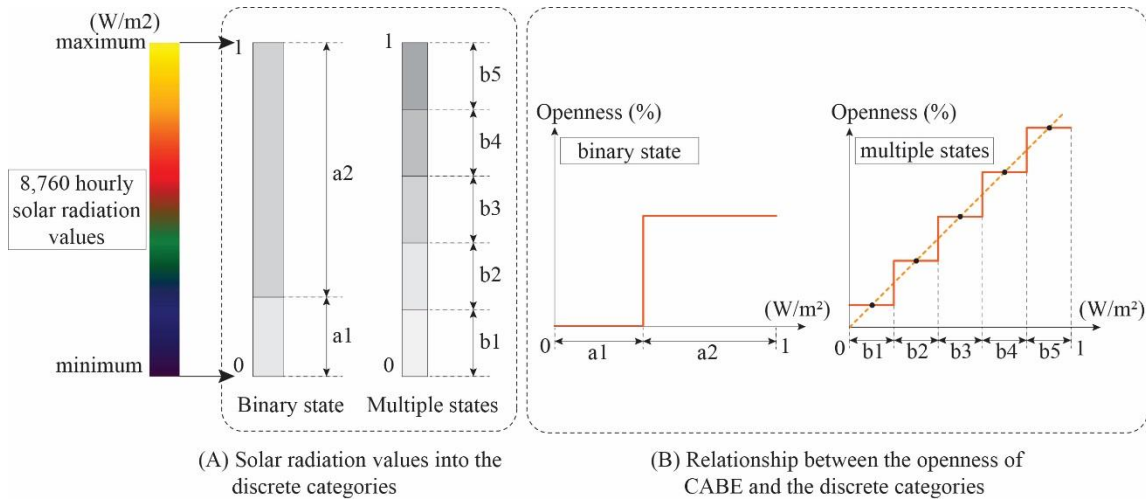 (W/m2)
maximum
minimum
8,760 hourly
solar radiation
values
1
a2
a1
0
Binary state
1
b5
b4
b3
b2
b1
0
Multiple states
Openness (%)
binary state
(W/m²)
0
a1
a2
1
Openness (%)
multiple states
(W/m²)
0
b1
b2
b3
b4
b5
1
(A) Solar radiation values into the
discrete categories
(B) Relationship between the openness of
CABE and the discrete categories